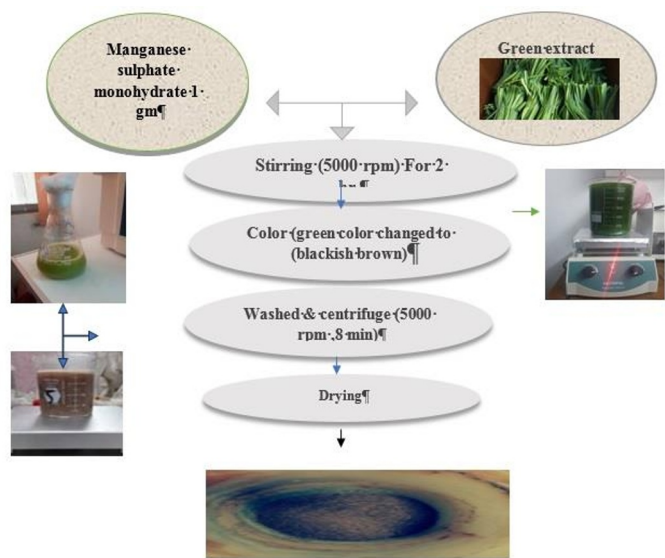 Manganese·
sulphate·
monohydrate·1·
gm¶
Green·extract
Stirring·(5000·rpm)·For·2·
Color·(green·color·changed·to·
(blackish·brown)¶
Washed·&·centrifuge·(5000·
rpm·,8·min)¶
Drying¶